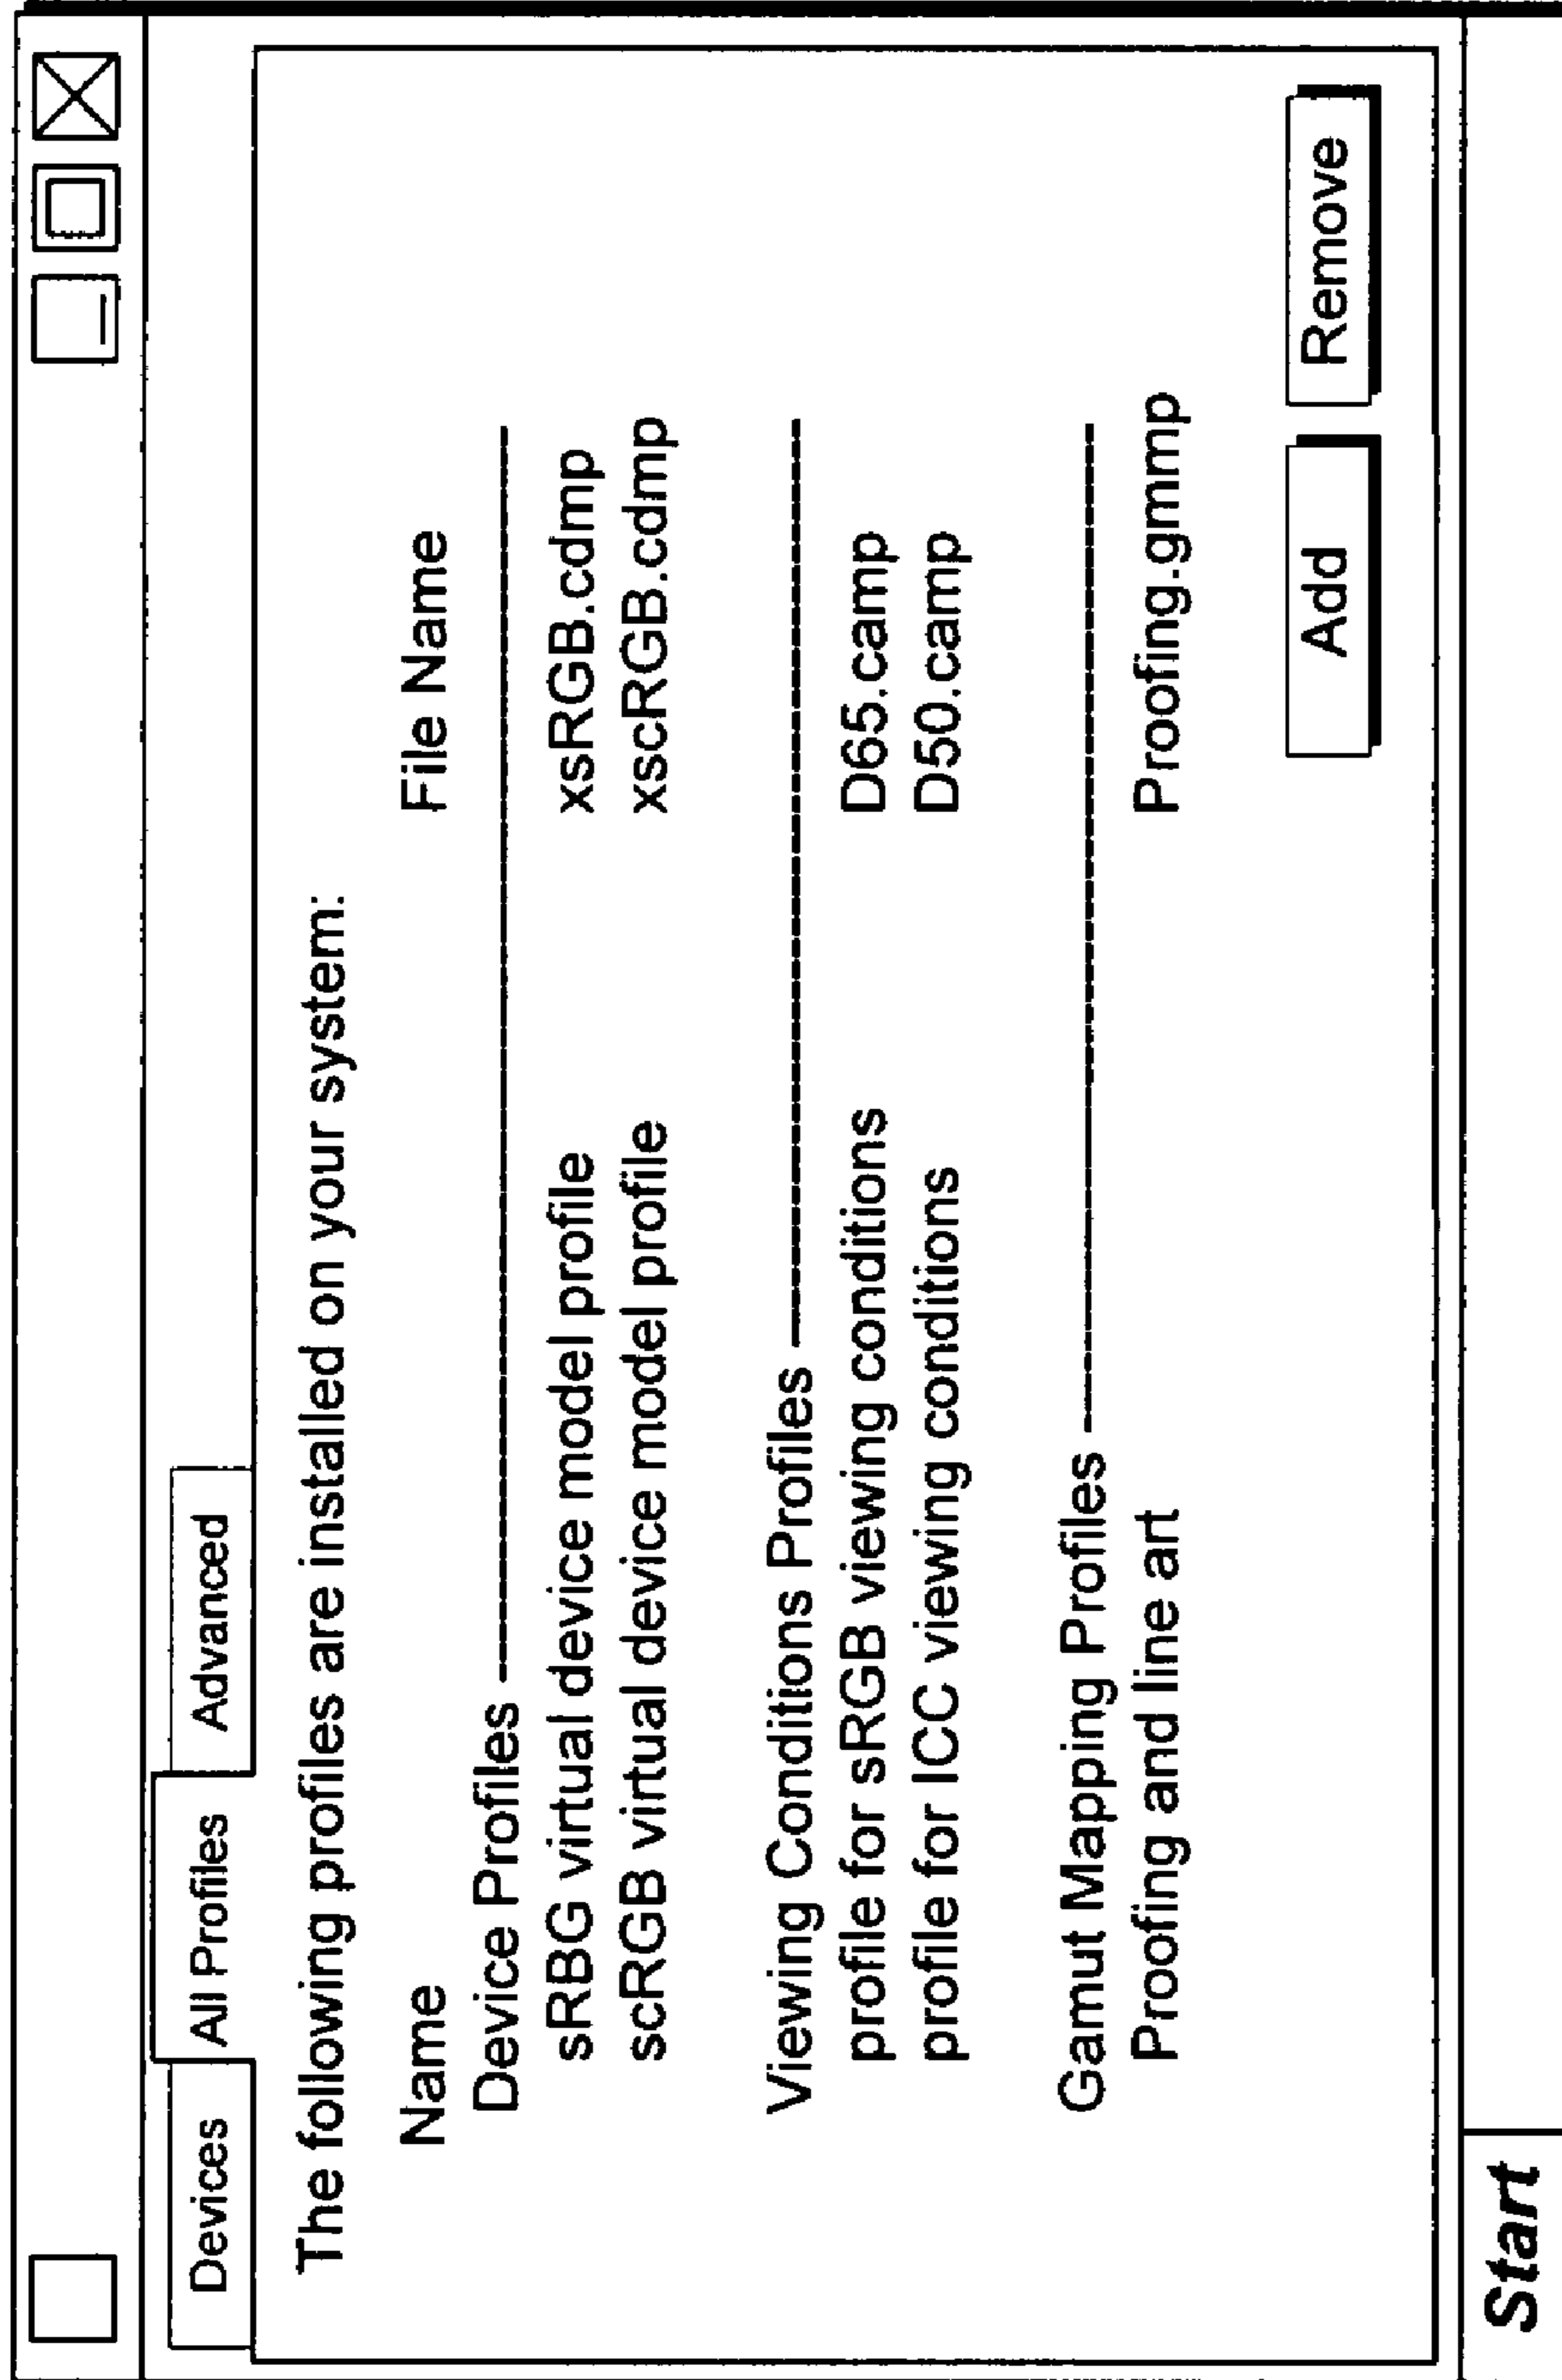 Devices All Profiles Advanced
The following profiles are installed on your system:
Name File Name
Device Profiles
sRBG virtual device model profile xsRGB.cdmp
scRGB virtual device model profile xscRGB.cdmp
Viewing Conditions Profiles
profile for sRGB viewing conditions D65.camp
profile for ICC viewing conditions D50.camp
Gamut Mapping Profiles
Proofing and line art Proofing.gmmp
Add Remove
Start